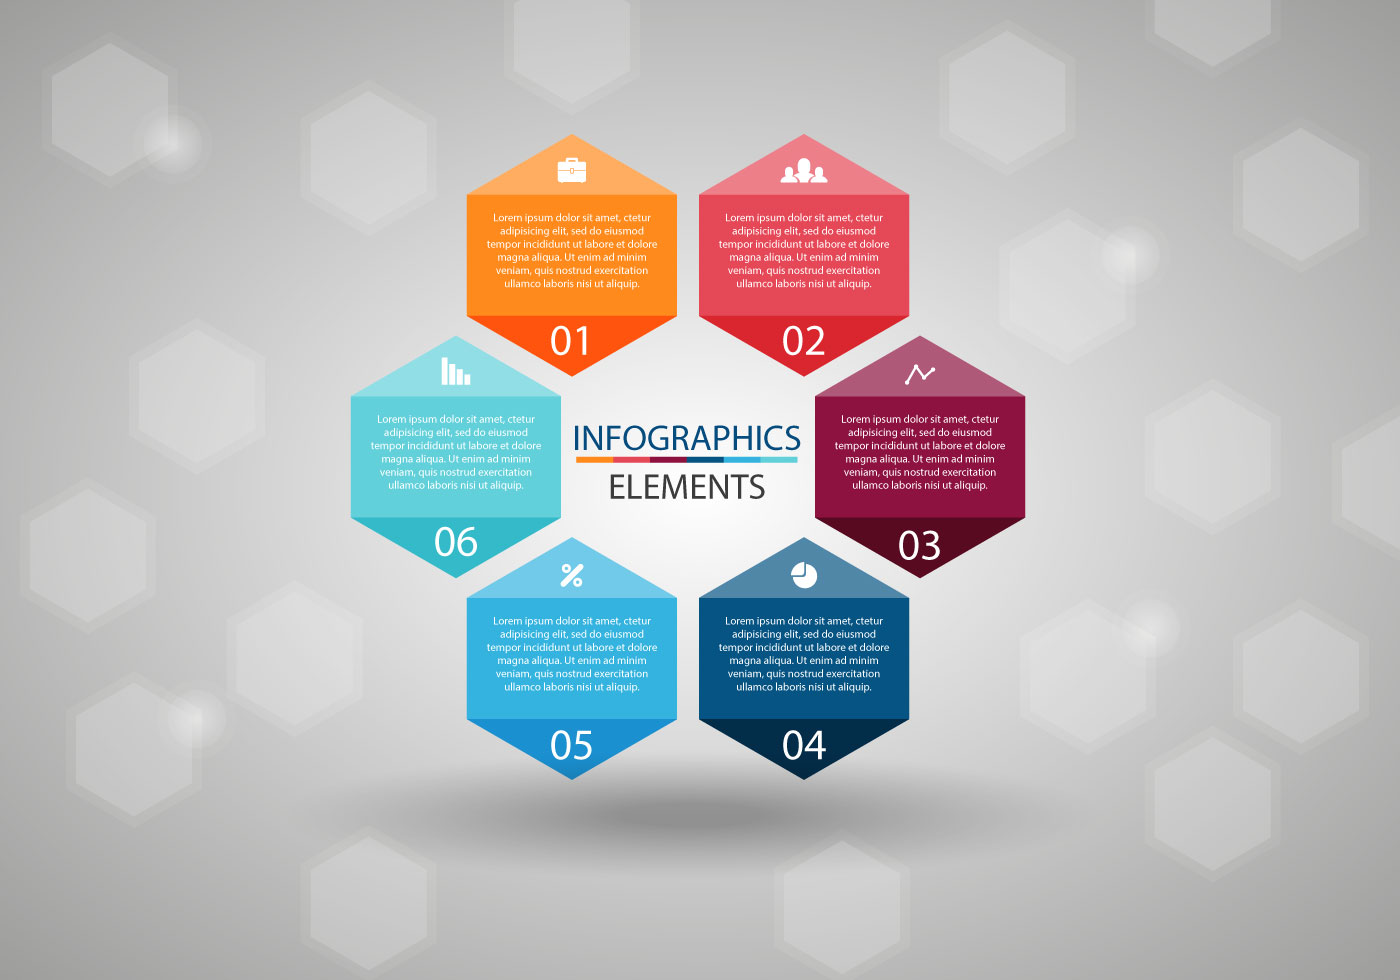 Lorem ipsum dolor sit amet, ctetur
adipisicing elit, sed do eiusmod
tempor incididunt ut labore et dolore
magna aliqua. Ut enim ad minim
veniam, quis nostrud exercitation
ullamco laboris nisi ut aliquip.
01
Lorem ipsum dolor sit amet, ctetur
adipisicing elit, sed do eiusmod
tempor incididunt ut labore et dolore
magna aliqua. Ut enim ad minim
veniam, quis nostrud exercitation
ullamco laboris nisi ut aliquip.
02
Lorem ipsum dolor sit amet, ctetur
adipisicing elit, sed do eiusmod
tempor incididunt ut labore et dolore
magna aliqua. Ut enim ad minim
veniam, quis nostrud exercitation
ullamco laboris nisi ut aliquip.
06
INFOGRAPHICS
ELEMENTS
Lorem ipsum dolor sit amet, ctetur
adipisicing elit, sed do eiusmod
tempor incididunt ut labore et dolore
magna aliqua. Ut enim ad minim
veniam, quis nostrud exercitation
ullamco laboris nisi ut aliquip.
03
Lorem ipsum dolor sit amet, ctetur
adipisicing elit, sed do eiusmod
tempor incididunt ut labore et dolore
magna aliqua. Ut enim ad minim
veniam, quis nostrud exercitation
ullamco laboris nisi ut aliquip.
05
Lorem ipsum dolor sit amet, ctetur
adipisicing elit, sed do eiusmod
tempor incididunt ut labore et dolore
magna aliqua. Ut enim ad minim
veniam, quis nostrud exercitation
ullamco laboris nisi ut aliquip.
04